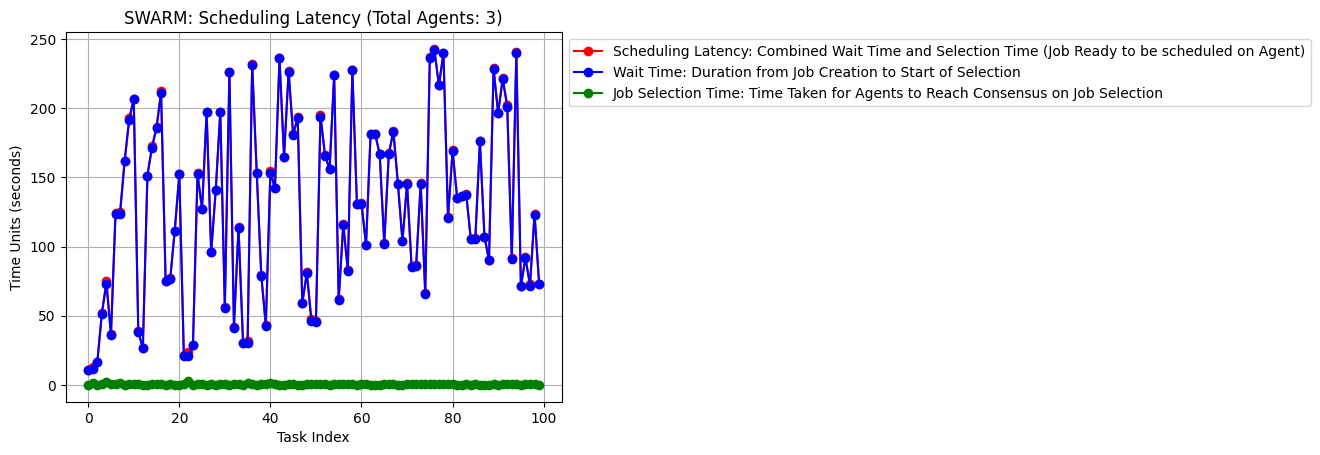 SWARM: Scheduling Latency (Total Agents: 3)
Scheduling Latency: Combined Wait Time and Selection Time (Job Ready to be scheduled on Agent)
Wait Time: Duration from Job Creation to Start of Selection
Job Selection Time: Time Taken for Agents to Reach Consensus on Job Selection
Time Units (seconds)
250
200
150
100
50
0
0 20 40 60 80 100
Task Index